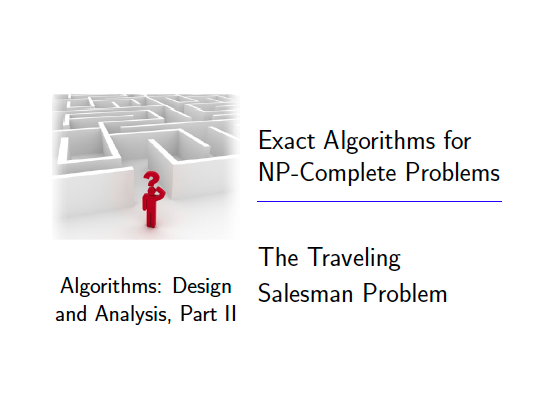 Exact Algorithms for
NP-Complete Problems
The Traveling
Salesman Problem
Algorithms: Design
and Analysis, Part II